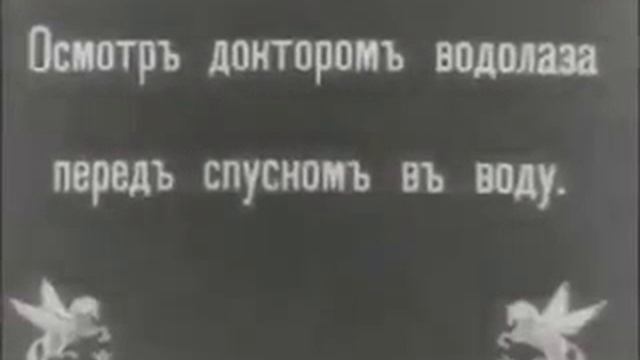 Осмотръ докторомъ водолаза
передъ спускомъ въ воду.